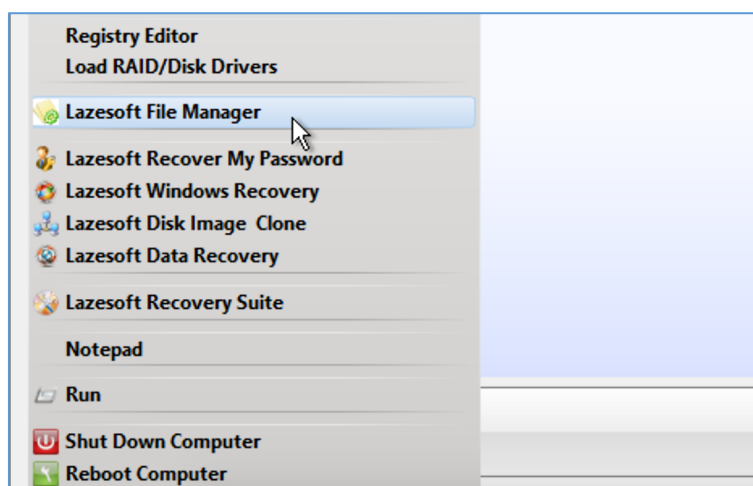 Registry Editor
Load RAID/Disk Drivers
Lazesoft File Manager
Lazesoft Recover My Password
Lazesoft Windows Recovery
Lazesoft Disk Image  Clone
Lazesoft Data Recovery
Lazesoft Recovery Suite
Notepad
Run
Shut Down Computer
Reboot Computer